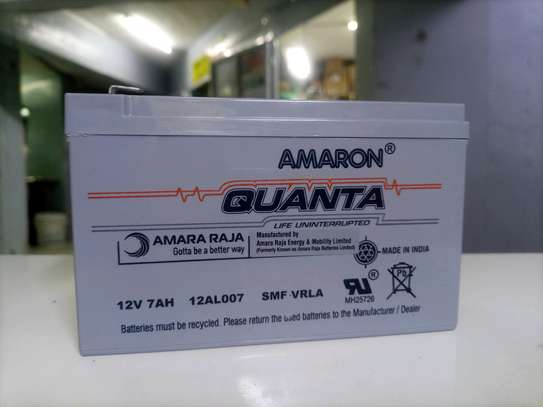 AMARON®
QUANTA
LIFE UNINTERRUPTED
AMARA RAJA
Gotta be a better way
Manufactured by
Amara Raja Energy & Mobility Limited
(Formerly Known as Amara Raja Batteries Limited)
MADE IN INDIA
12V 7AH 12AL007 SMF VRLA
MH25726
Pb
Batteries must be recycled. Please return the used batteries to the Manufacturer / Dealer